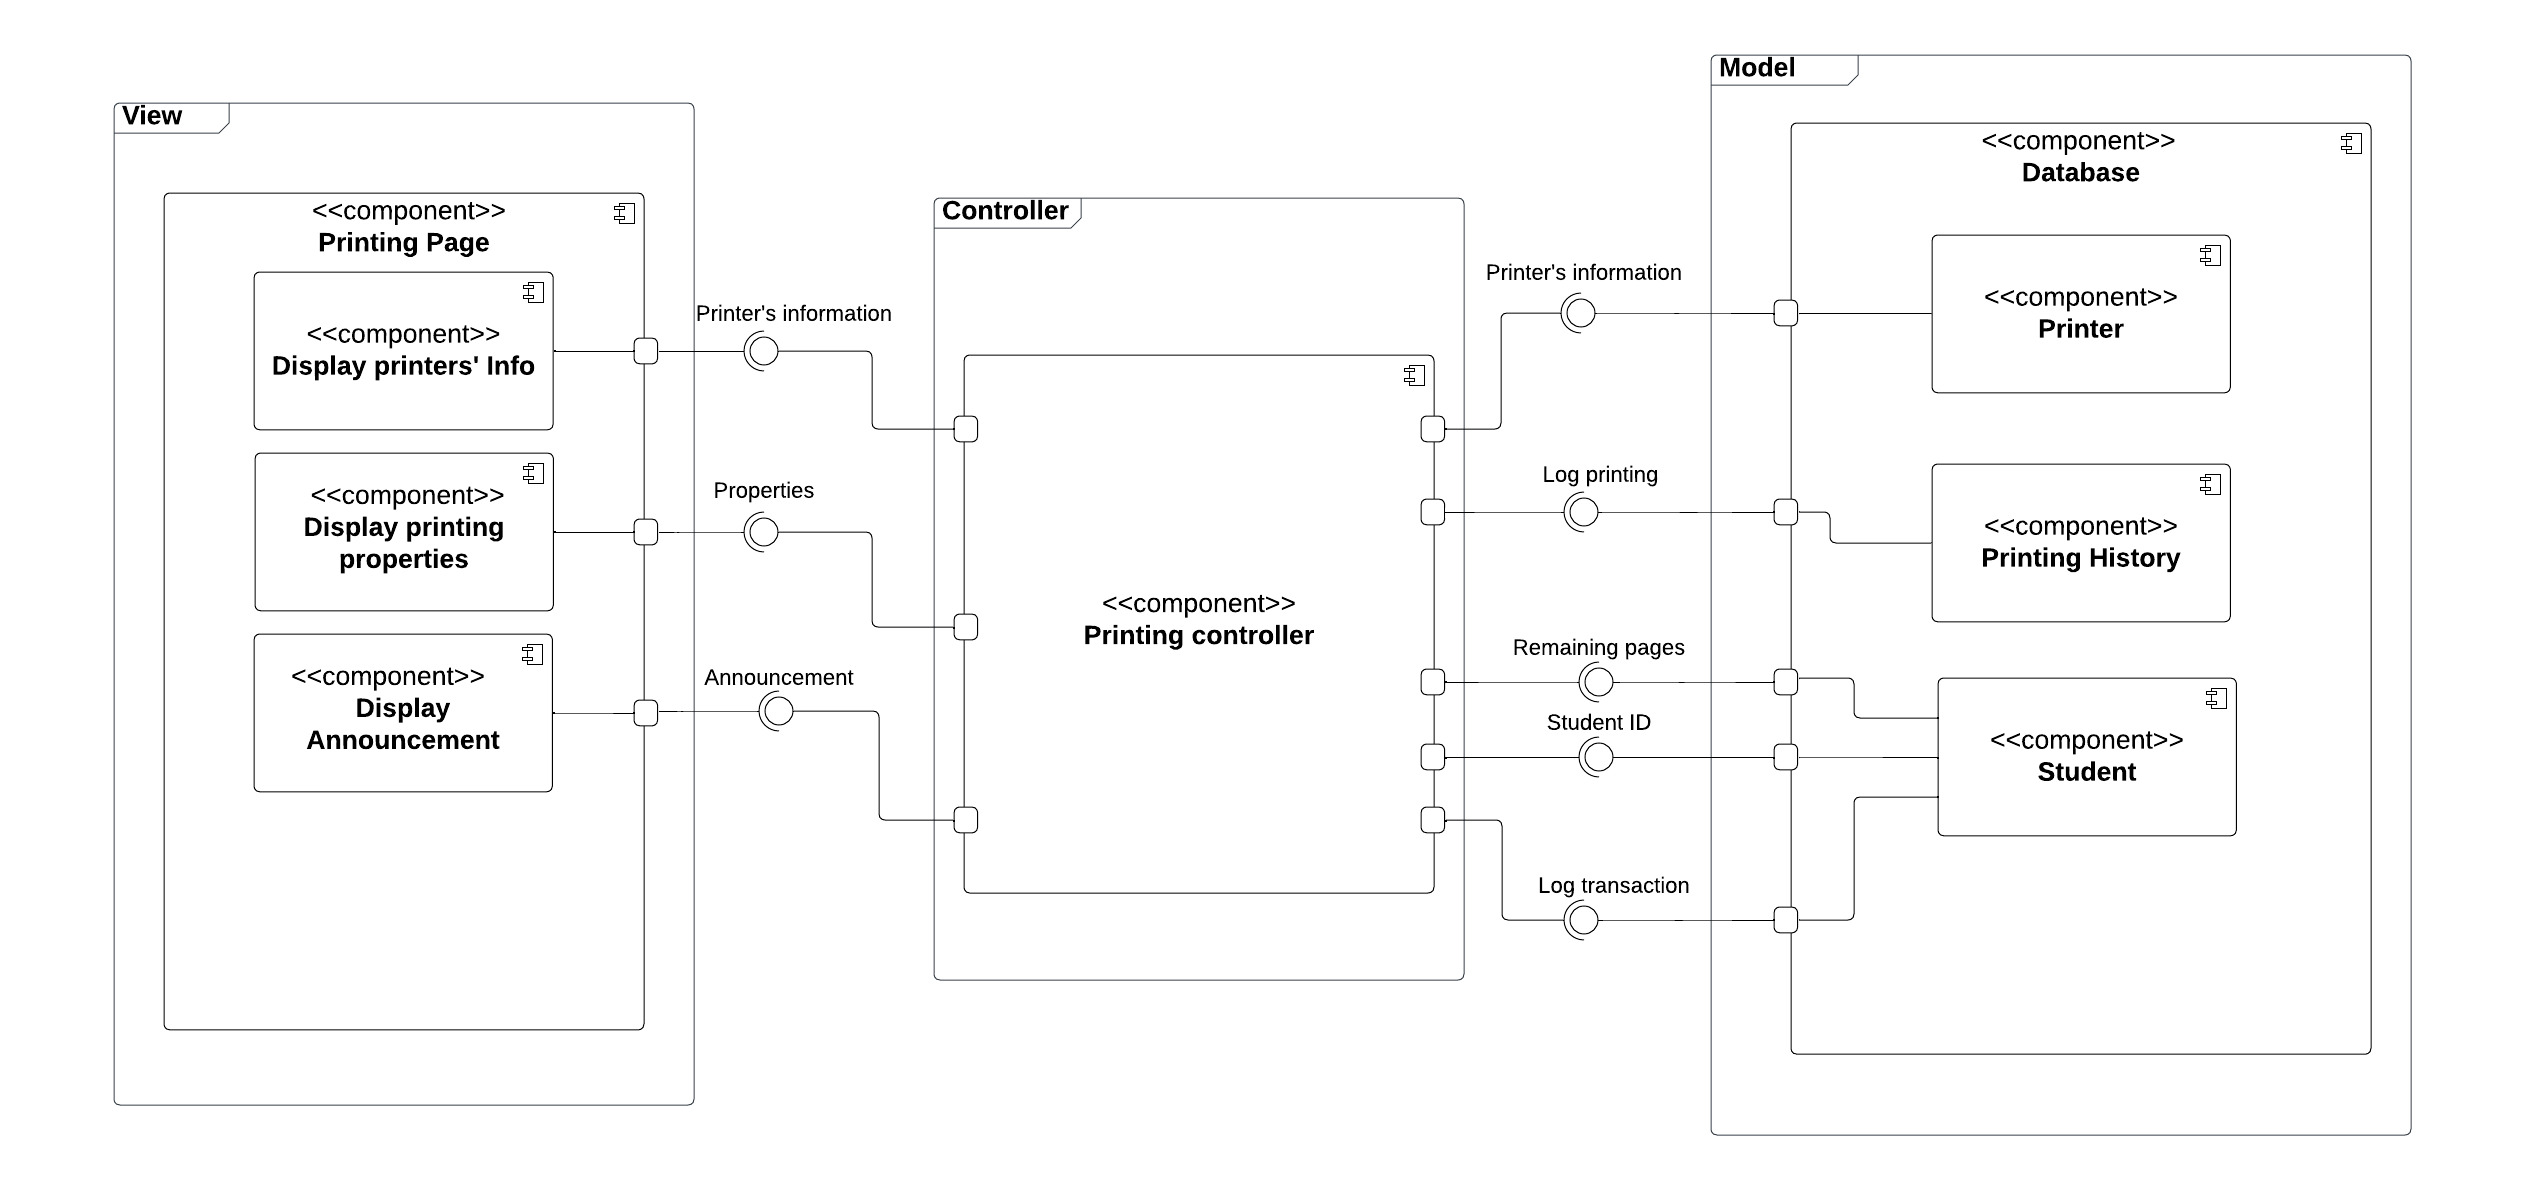 View
<<component>>
Printing Page
<<component>>
Display printers' Info
<<component>>
Display printing
properties
<<component>>
Display
Announcement
Printer's information
Properties
Announcement
Controller
<<component>>
Printing controller
Printer's information
Log printing
Remaining pages
Student ID
Log transaction
Model
<<component>>
Database
<<component>>
Printer
<<component>>
Printing History
<<component>>
Student